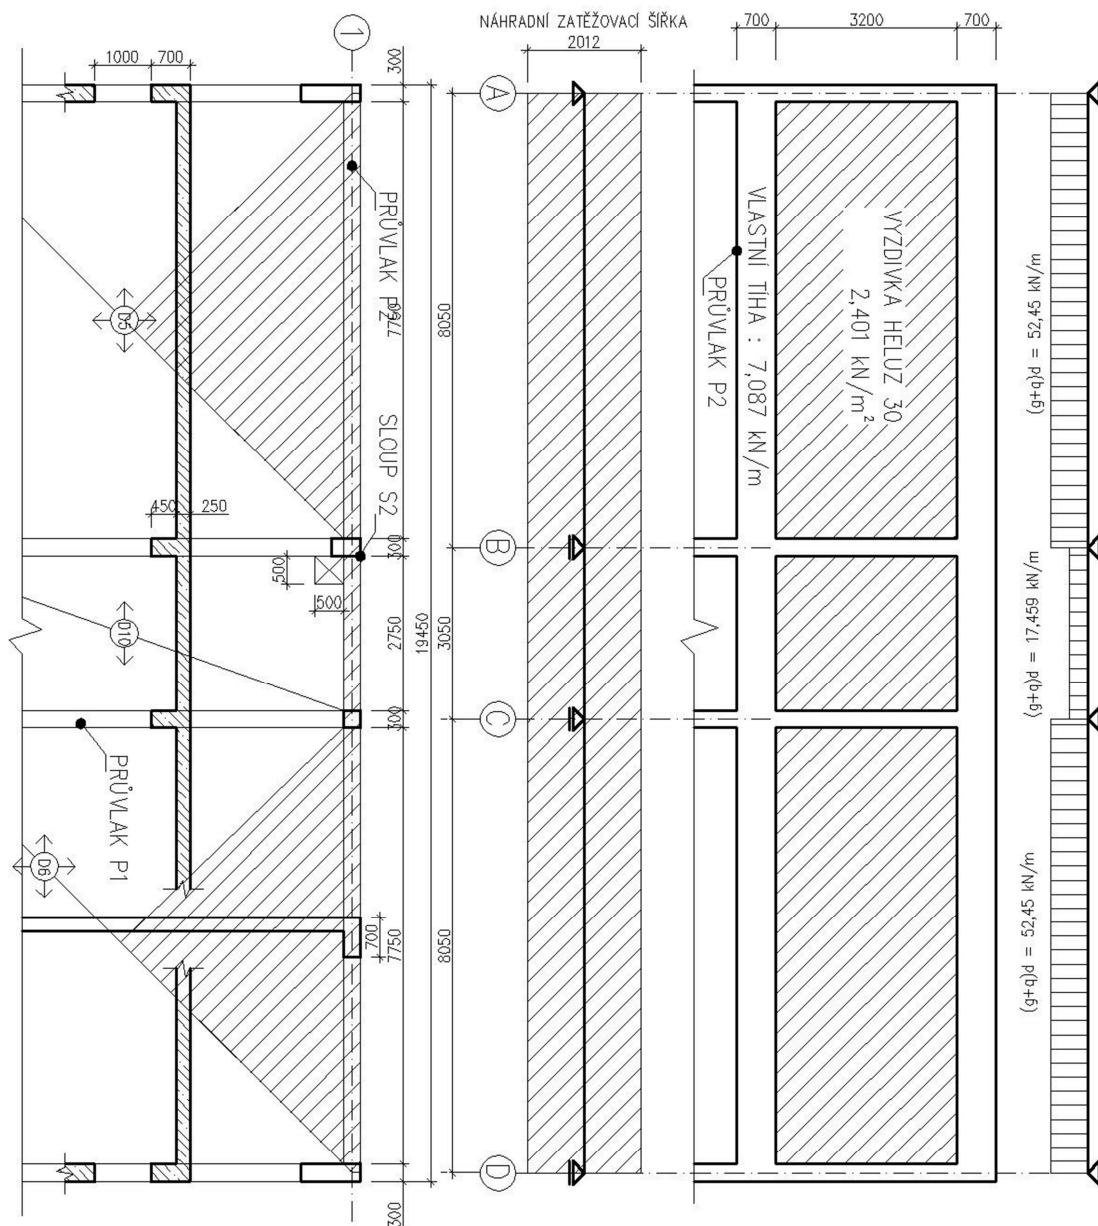 NÁHRADNÍ ZATĚŽOVACÍ ŠÍŘKA
2012
700
3200
700
1000
700
1
300
A
PRŮVLAK P2
7750
8050
D5
SLOUP S2
450
250
300
B
500
500
2750
3050
19450
D10
300
C
PRŮVLAK P1
D6
700
7750
8050
D
300
VLASTNÍ TÍHA : 7,087 kN/m
PRŮVLAK P2
VYZDIVKA HELUZ 30
2,401 kN/m²
(g+q)d = 52,45 kN/m
(g+q)d = 17,459 kN/m
(g+q)d = 52,45 kN/m